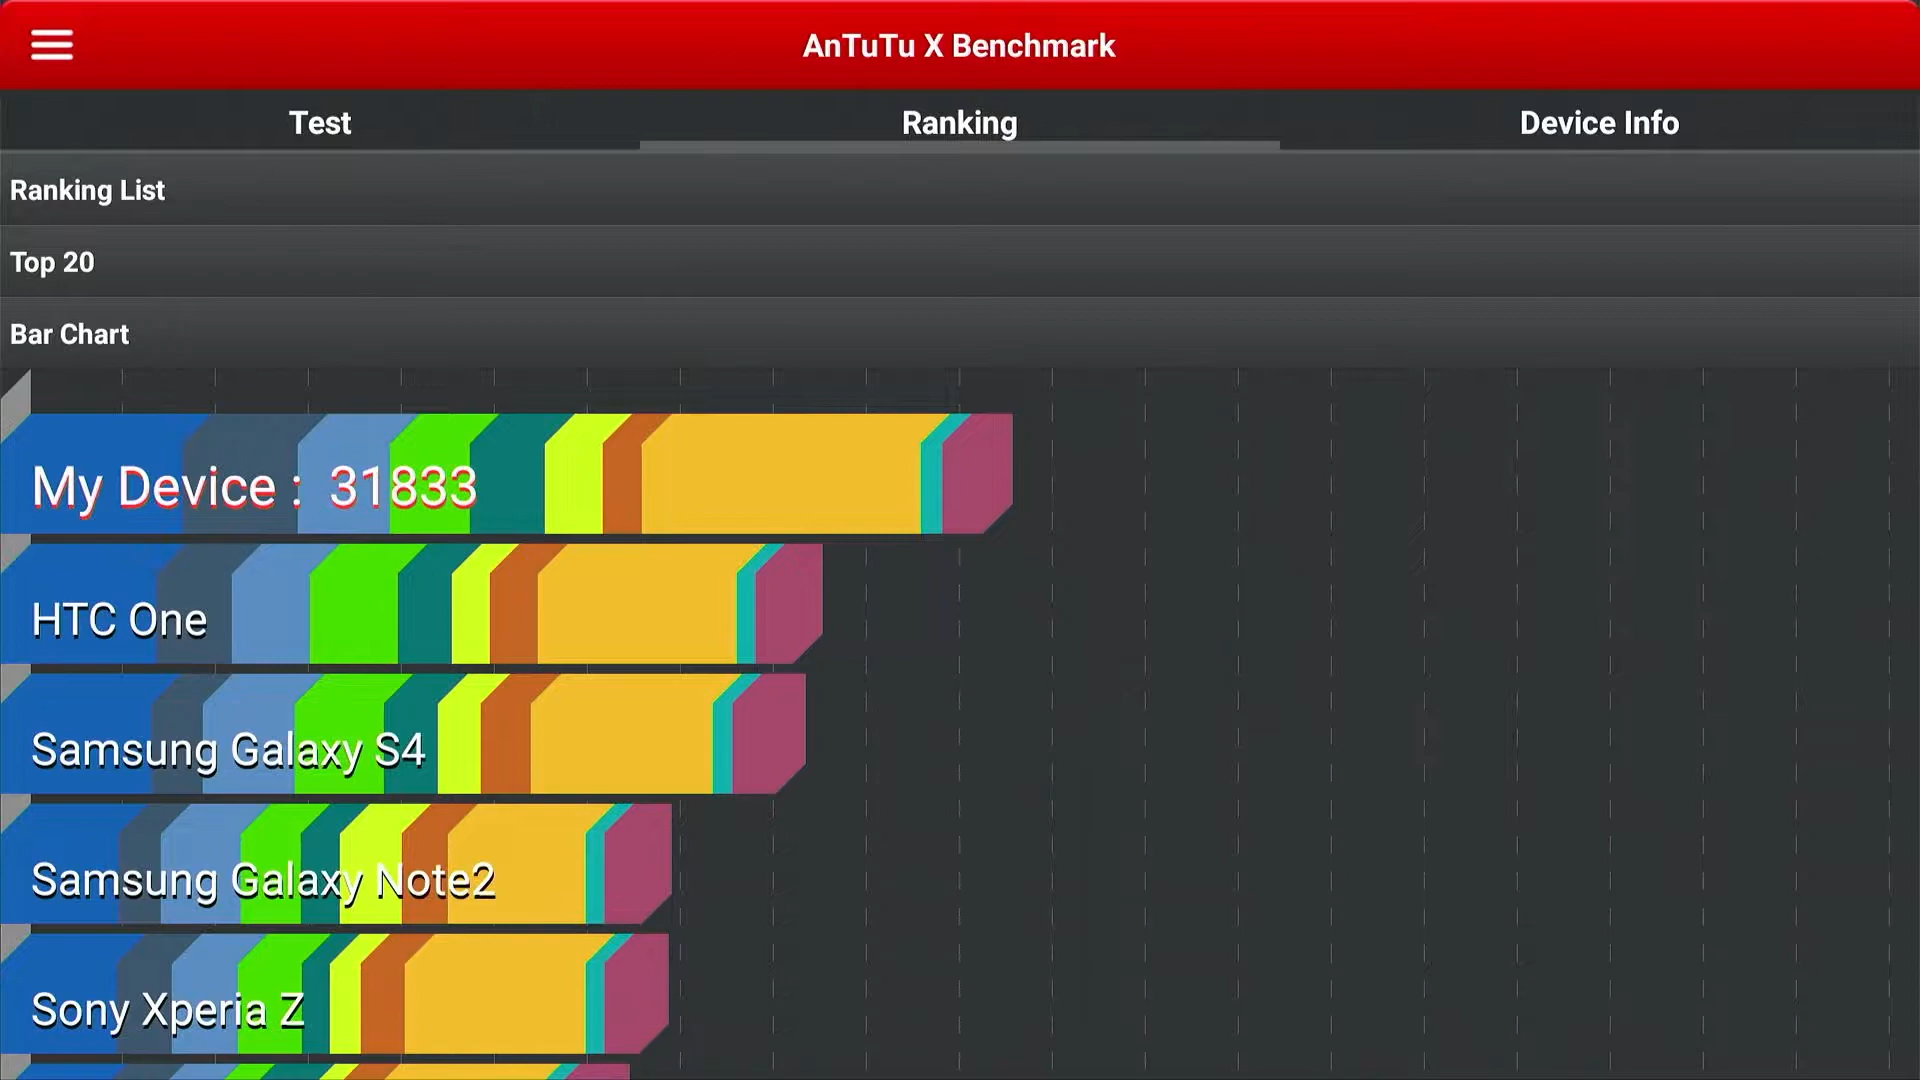 AnTuTu X Benchmark
Test
Ranking
Device Info
Ranking List
Top 20
Bar Chart
My Device : 31833
HTC One
Samsung Galaxy S4
Samsung Galaxy Note2
Sony Xperia Z